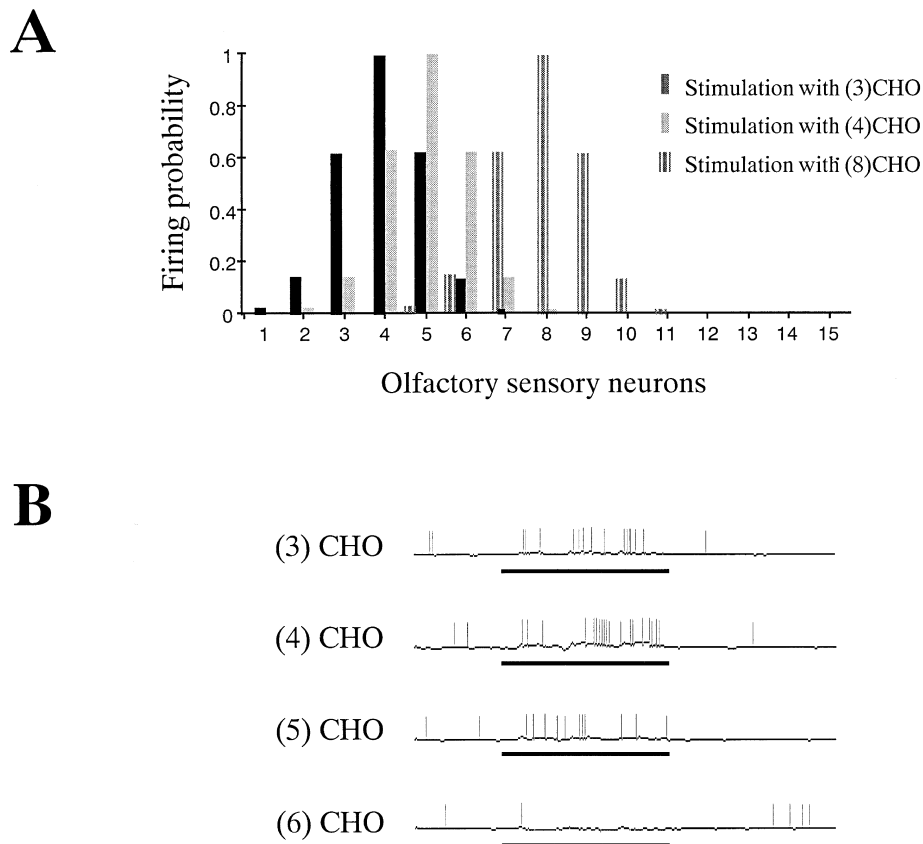 A
Firing probability
1
0.8
0.6
0.4
0.2
0
Stimulation with (3)CHO
Stimulation with (4)CHO
Stimulation with (8)CHO
1 2 3 4 5 6 7 8 9 10 11 12 13 14 15
Olfactory sensory neurons
B
(3) CHO
(4) CHO
(5) CHO
(6) CHO